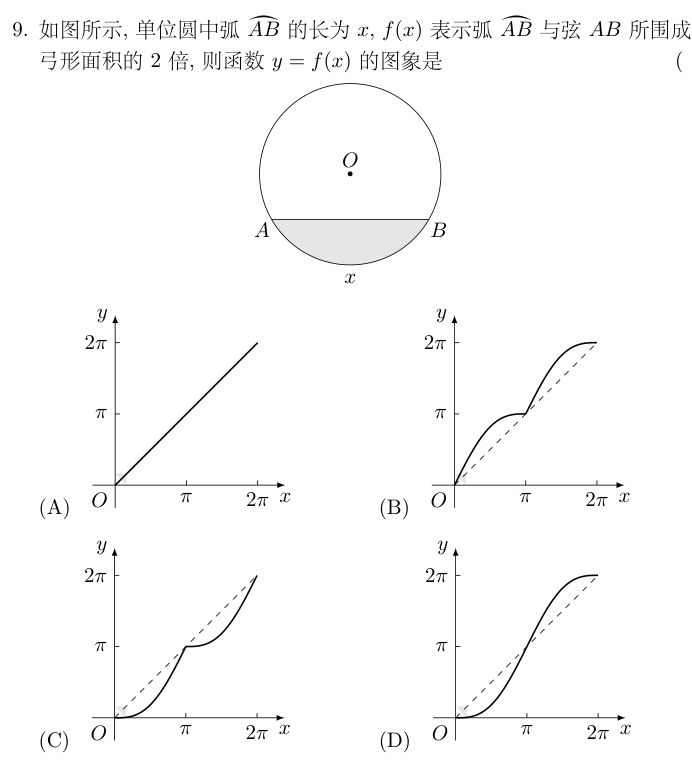 9. 如图所示, 单位圆中弧 $\widehat{AB}$ 的长为 x, f(x) 表示弧 $\widehat{AB}$ 与弦 AB 所围成
弓形面积的 2 倍, 则函数 y = f(x) 的图象是 (
O
A B
x
y y
2π 2π
π π
O π 2π x O π 2π x
(A) (B)
y y
2π 2π
π π
O π 2π x O π 2π x
(C) (D)